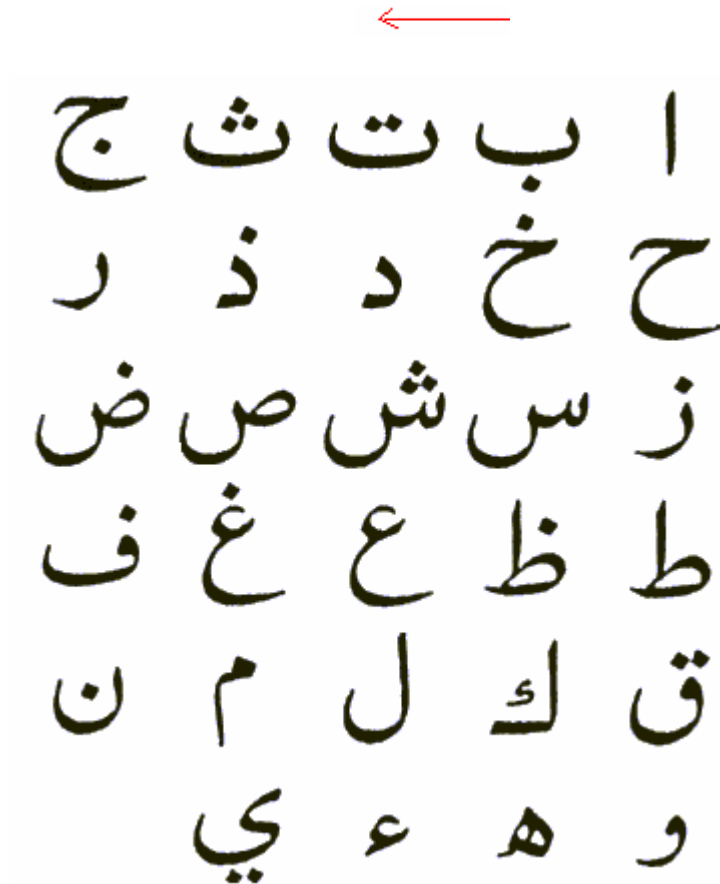 ا ب ت ث ج
ح خ د ذ ر
ز س ش ص ض
ط ظ ع غ ف
ق ك ل م ن
و ه ء ي